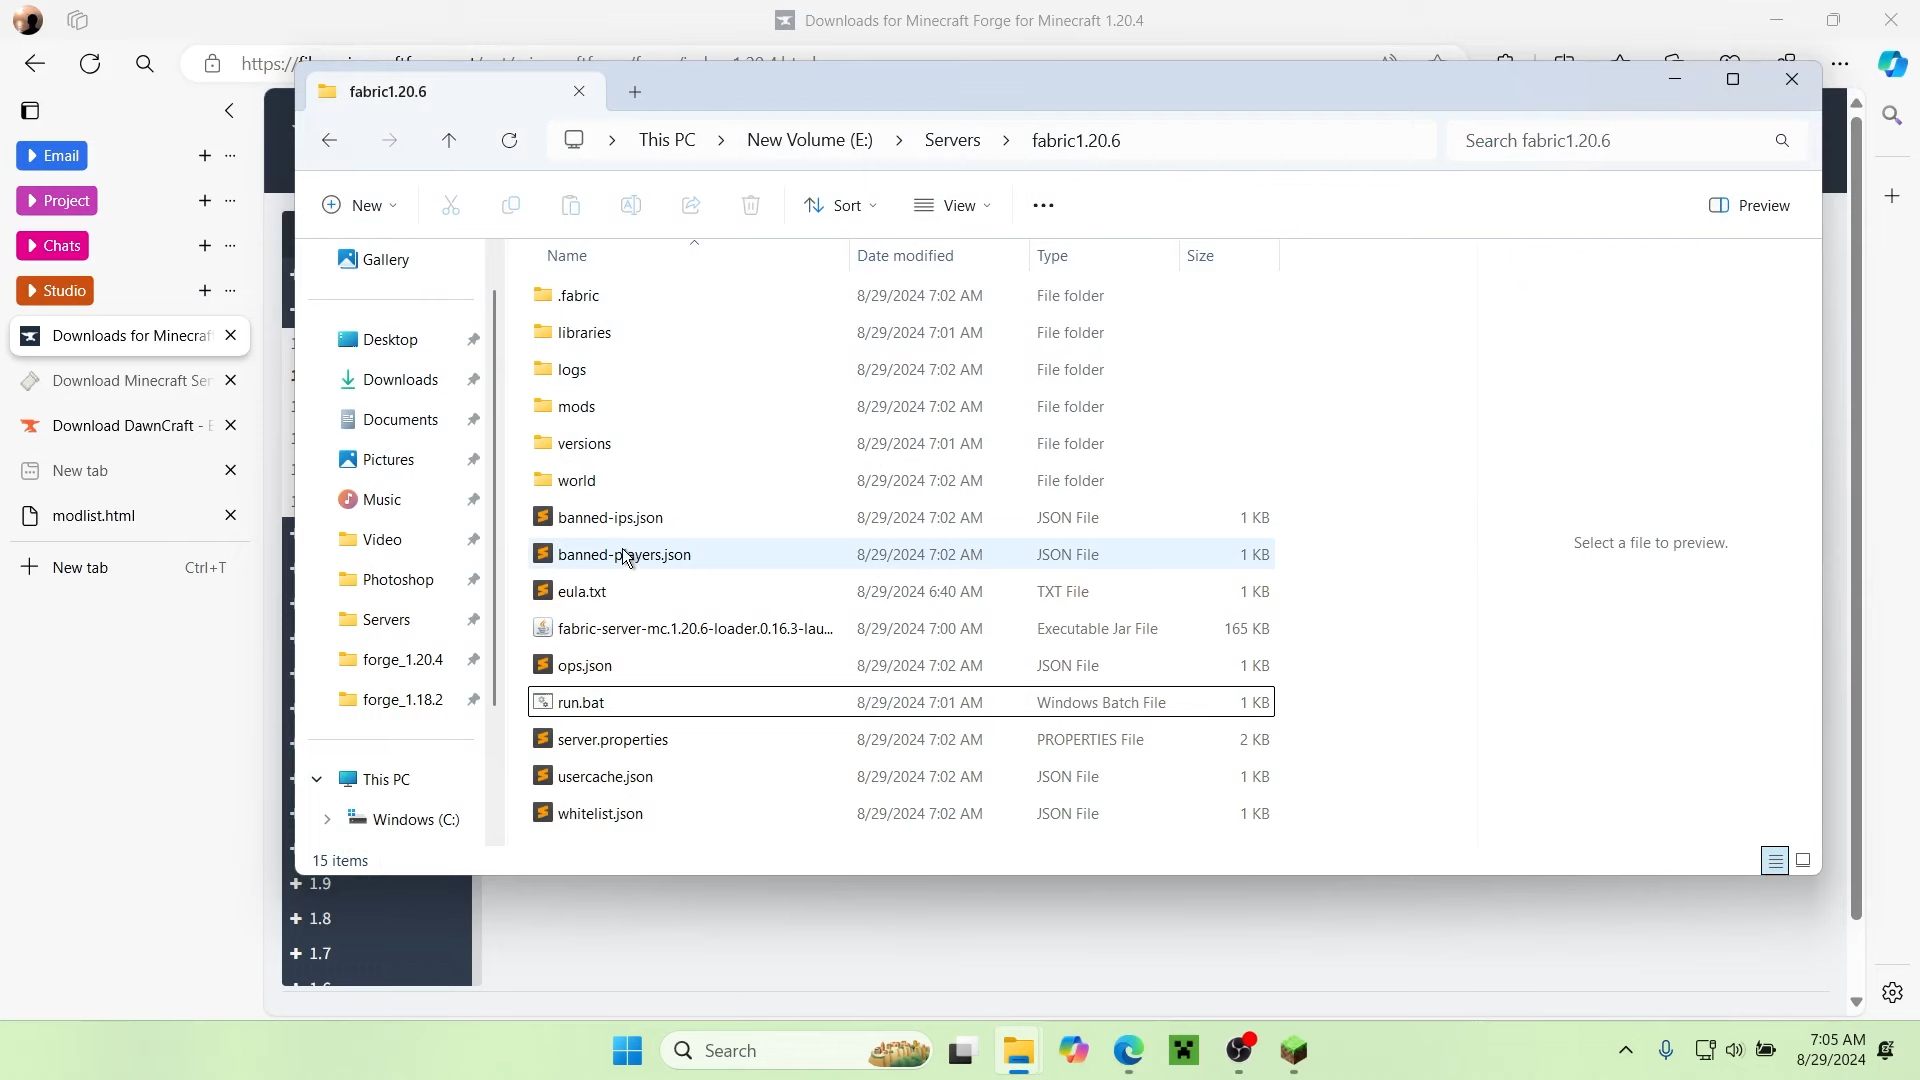 Downloads for Minecraft Forge for Minecraft 1.20.4
https://
fabric1.20.6
This PC > New Volume (E:) > Servers > fabric1.20.6
Search fabric1.20.6
New
Sort
View
Preview
Email
Project
Chats
Studio
Downloads for Minecraf
Download Minecraft Ser
Download DawnCraft - E
New tab
modlist.html
New tab Ctrl+T
Gallery
Desktop
Downloads
Documents
Pictures
Music
Video
Photoshop
Servers
forge_1.20.4
forge_1.18.2
This PC
Windows (C:)
Name Date modified Type Size
.fabric 8/29/2024 7:02 AM File folder
libraries 8/29/2024 7:01 AM File folder
logs 8/29/2024 7:02 AM File folder
mods 8/29/2024 7:02 AM File folder
versions 8/29/2024 7:01 AM File folder
world 8/29/2024 7:02 AM File folder
banned-ips.json 8/29/2024 7:02 AM JSON File 1 KB
banned-players.json 8/29/2024 7:02 AM JSON File 1 KB
eula.txt 8/29/2024 6:40 AM TXT File 1 KB
fabric-server-mc.1.20.6-loader.0.16.3-lau... 8/29/2024 7:00 AM Executable Jar File 165 KB
ops.json 8/29/2024 7:02 AM JSON File 1 KB
run.bat 8/29/2024 7:01 AM Windows Batch File 1 KB
server.properties 8/29/2024 7:02 AM PROPERTIES File 2 KB
usercache.json 8/29/2024 7:02 AM JSON File 1 KB
whitelist.json 8/29/2024 7:02 AM JSON File 1 KB
Select a file to preview.
15 items
1.9
1.8
1.7
Search
7:05 AM
8/29/2024